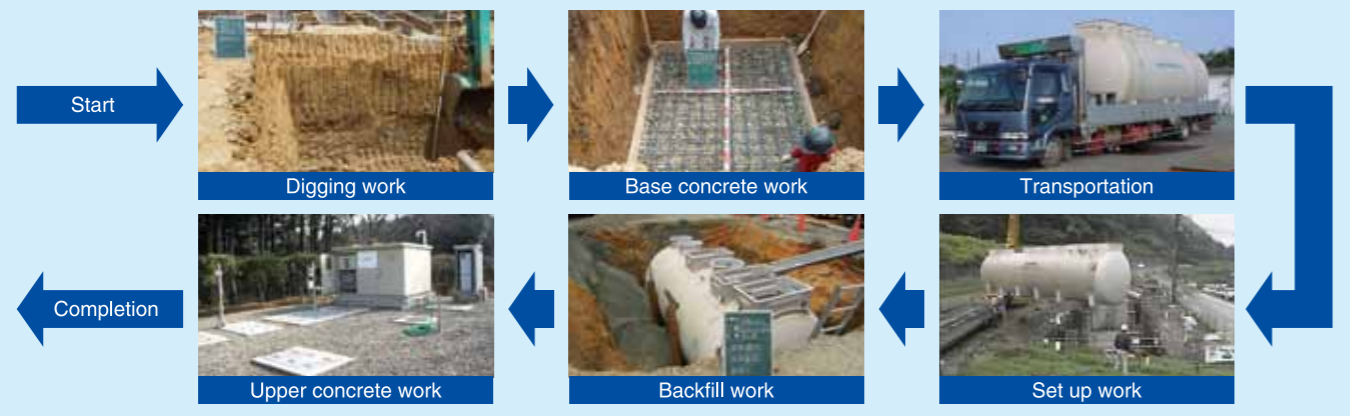 Start
Digging work
Base concrete work
Transportation
Set up work
Backfill work
Upper concrete work
Completion